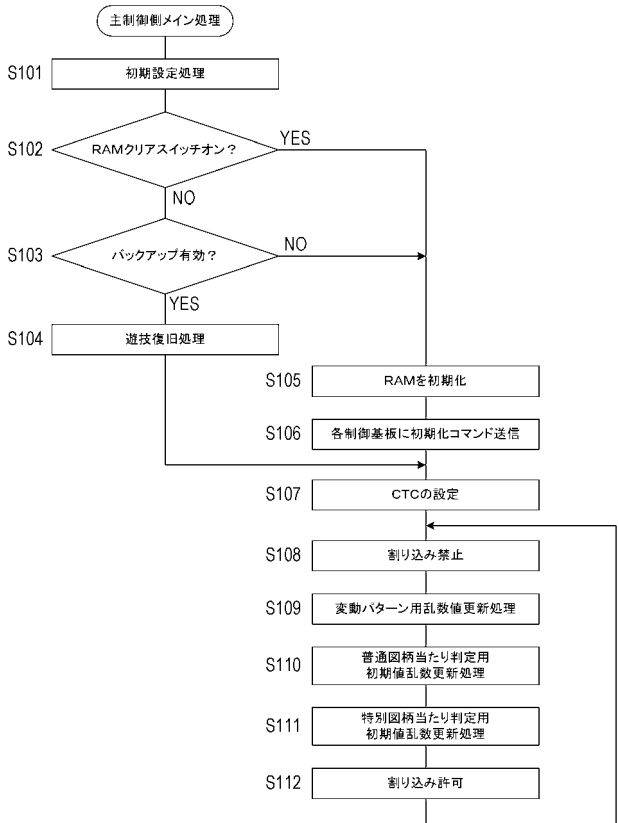 主制御側メイン処理
S101
初期設定処理
S102
RAMクリアスイッチオン？
YES
NO
S103
バックアップ有効？
NO
YES
S104
遊技復旧処理
S105
RAMを初期化
S106
各制御基板に初期化コマンド送信
S107
CTCの設定
S108
割り込み禁止
S109
変動パターン用乱数値更新処理
S110
普通図柄当たり判定用
初期値乱数更新処理
S111
特別図柄当たり判定用
初期値乱数更新処理
S112
割り込み許可